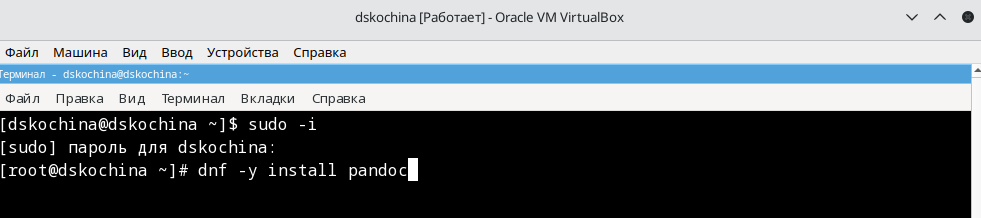 dskochina [Работает] - Oracle VM VirtualBox
Файл Машина Вид Ввод Устройства Справка
Терминал - dskochina@dskochina:~
Файл Правка Вид Терминал Вкладки Справка
[dskochina@dskochina ~]$ sudo -i
[sudo] пароль для dskochina:
[root@dskochina ~]# dnf -y install pandoc